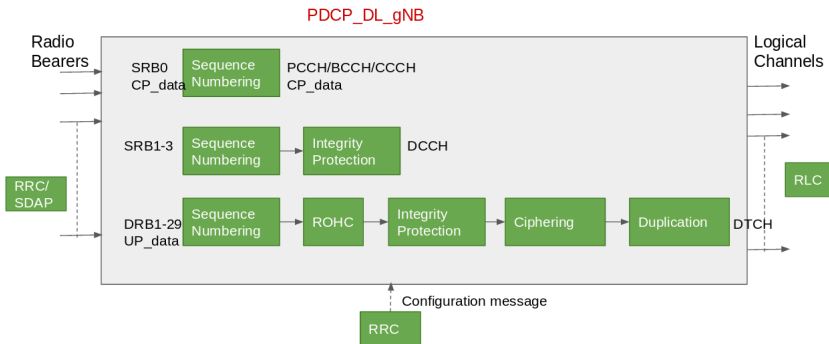 PDCP_DL_gNB
Radio
Bearers
Logical
Channels
SRB0
CP_data
Sequence
Numbering
PCCH/BCCH/CCCH
CP_data
SRB1-3
Sequence
Numbering
Integrity
Protection
DCCH
RRC/
SDAP
RLC
DRB1-29
UP_data
Sequence
Numbering
ROHC
Integrity
Protection
Ciphering
Duplication
DTCH
Configuration message
RRC